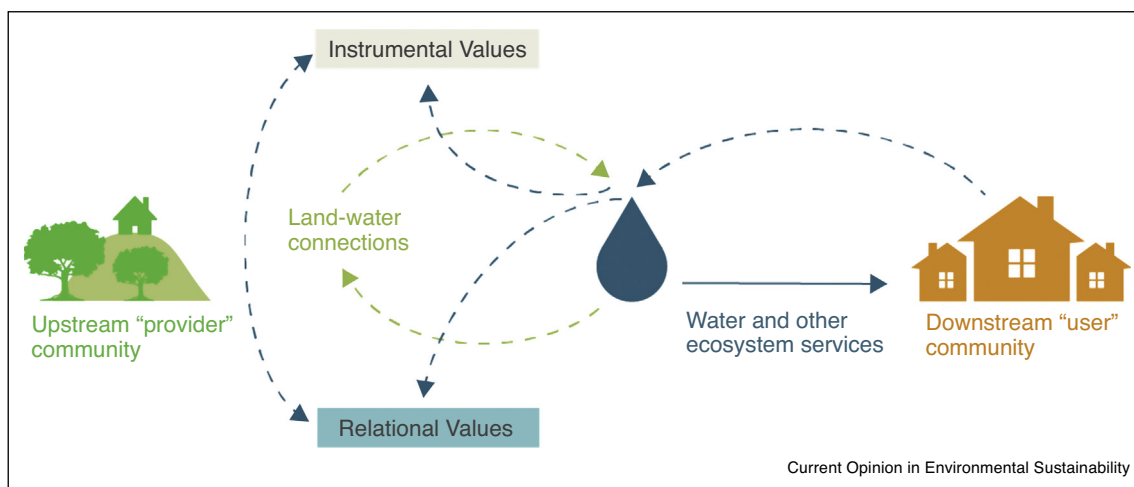 Instrumental Values
Land-water
connections
Upstream “provider”
community
Water and other
ecosystem services
Downstream “user”
community
Relational Values
Current Opinion in Environmental Sustainability